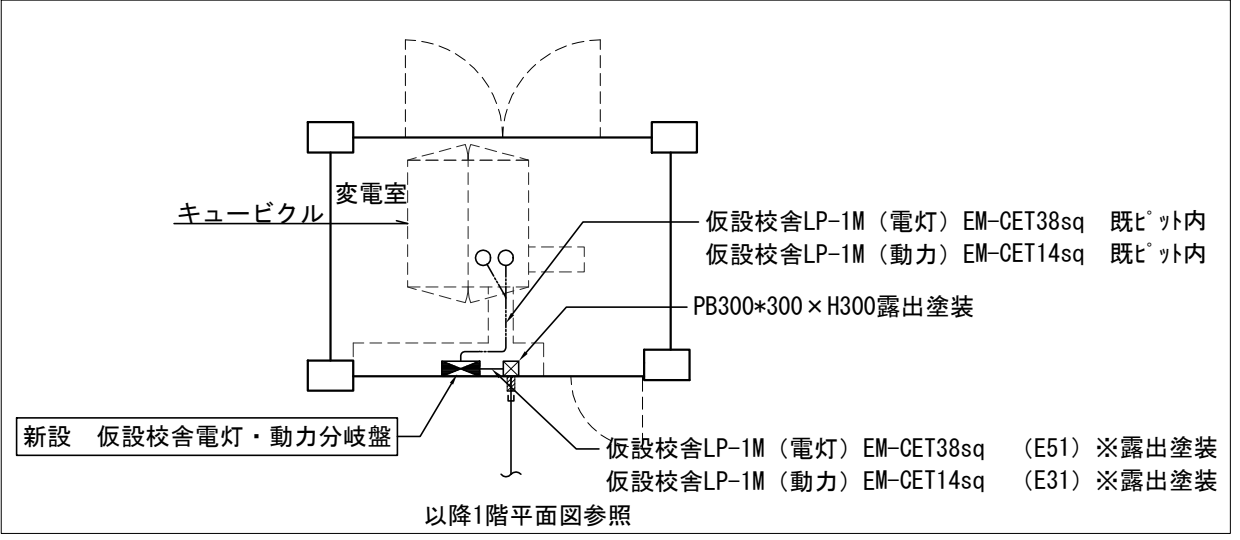 変電室
キュービクル
仮設校舎LP-1M（電灯）EM-CET38sq　既ﾋﾟｯﾄ内
仮設校舎LP-1M（動力）EM-CET14sq　既ﾋﾟｯﾄ内
PB300*300×H300露出塗装
新設　仮設校舎電灯・動力分岐盤
仮設校舎LP-1M（電灯）EM-CET38sq　（E51）※露出塗装
仮設校舎LP-1M（動力）EM-CET14sq　（E31）※露出塗装
以降1階平面図参照